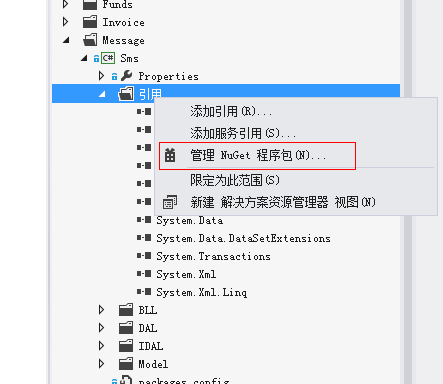 Funds
Invoice
Message
C# Sms
Properties
引用
添加引用(R)...
添加服务引用(S)...
管理 NuGet 程序包(N)...
限定为此范围(S)
新建 解决方案资源管理器 视图(N)
System.Data
System.Data.DataSetExtensions
System.Transactions
System.Xml
System.Xml.Linq
BLL
DAL
IDAL
Model
packages.config